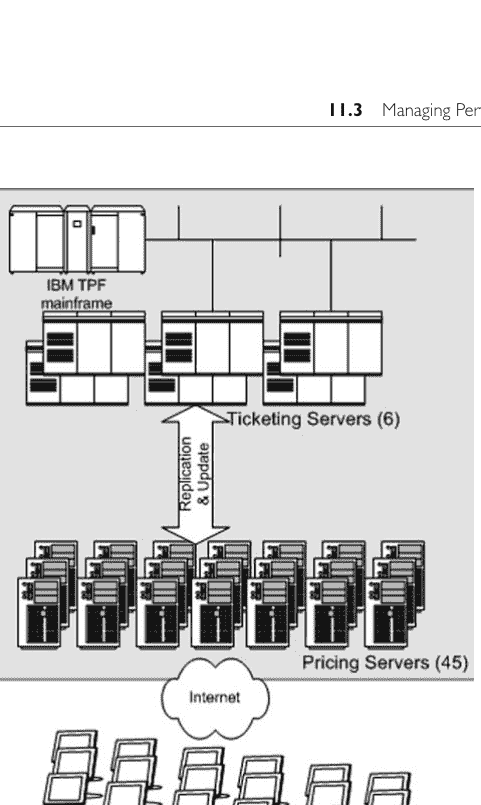 11.3 Managing Per
IBM TPF
mainframe
Ticketing Servers (6)
Replication
& Update
Pricing Servers (45)
Internet